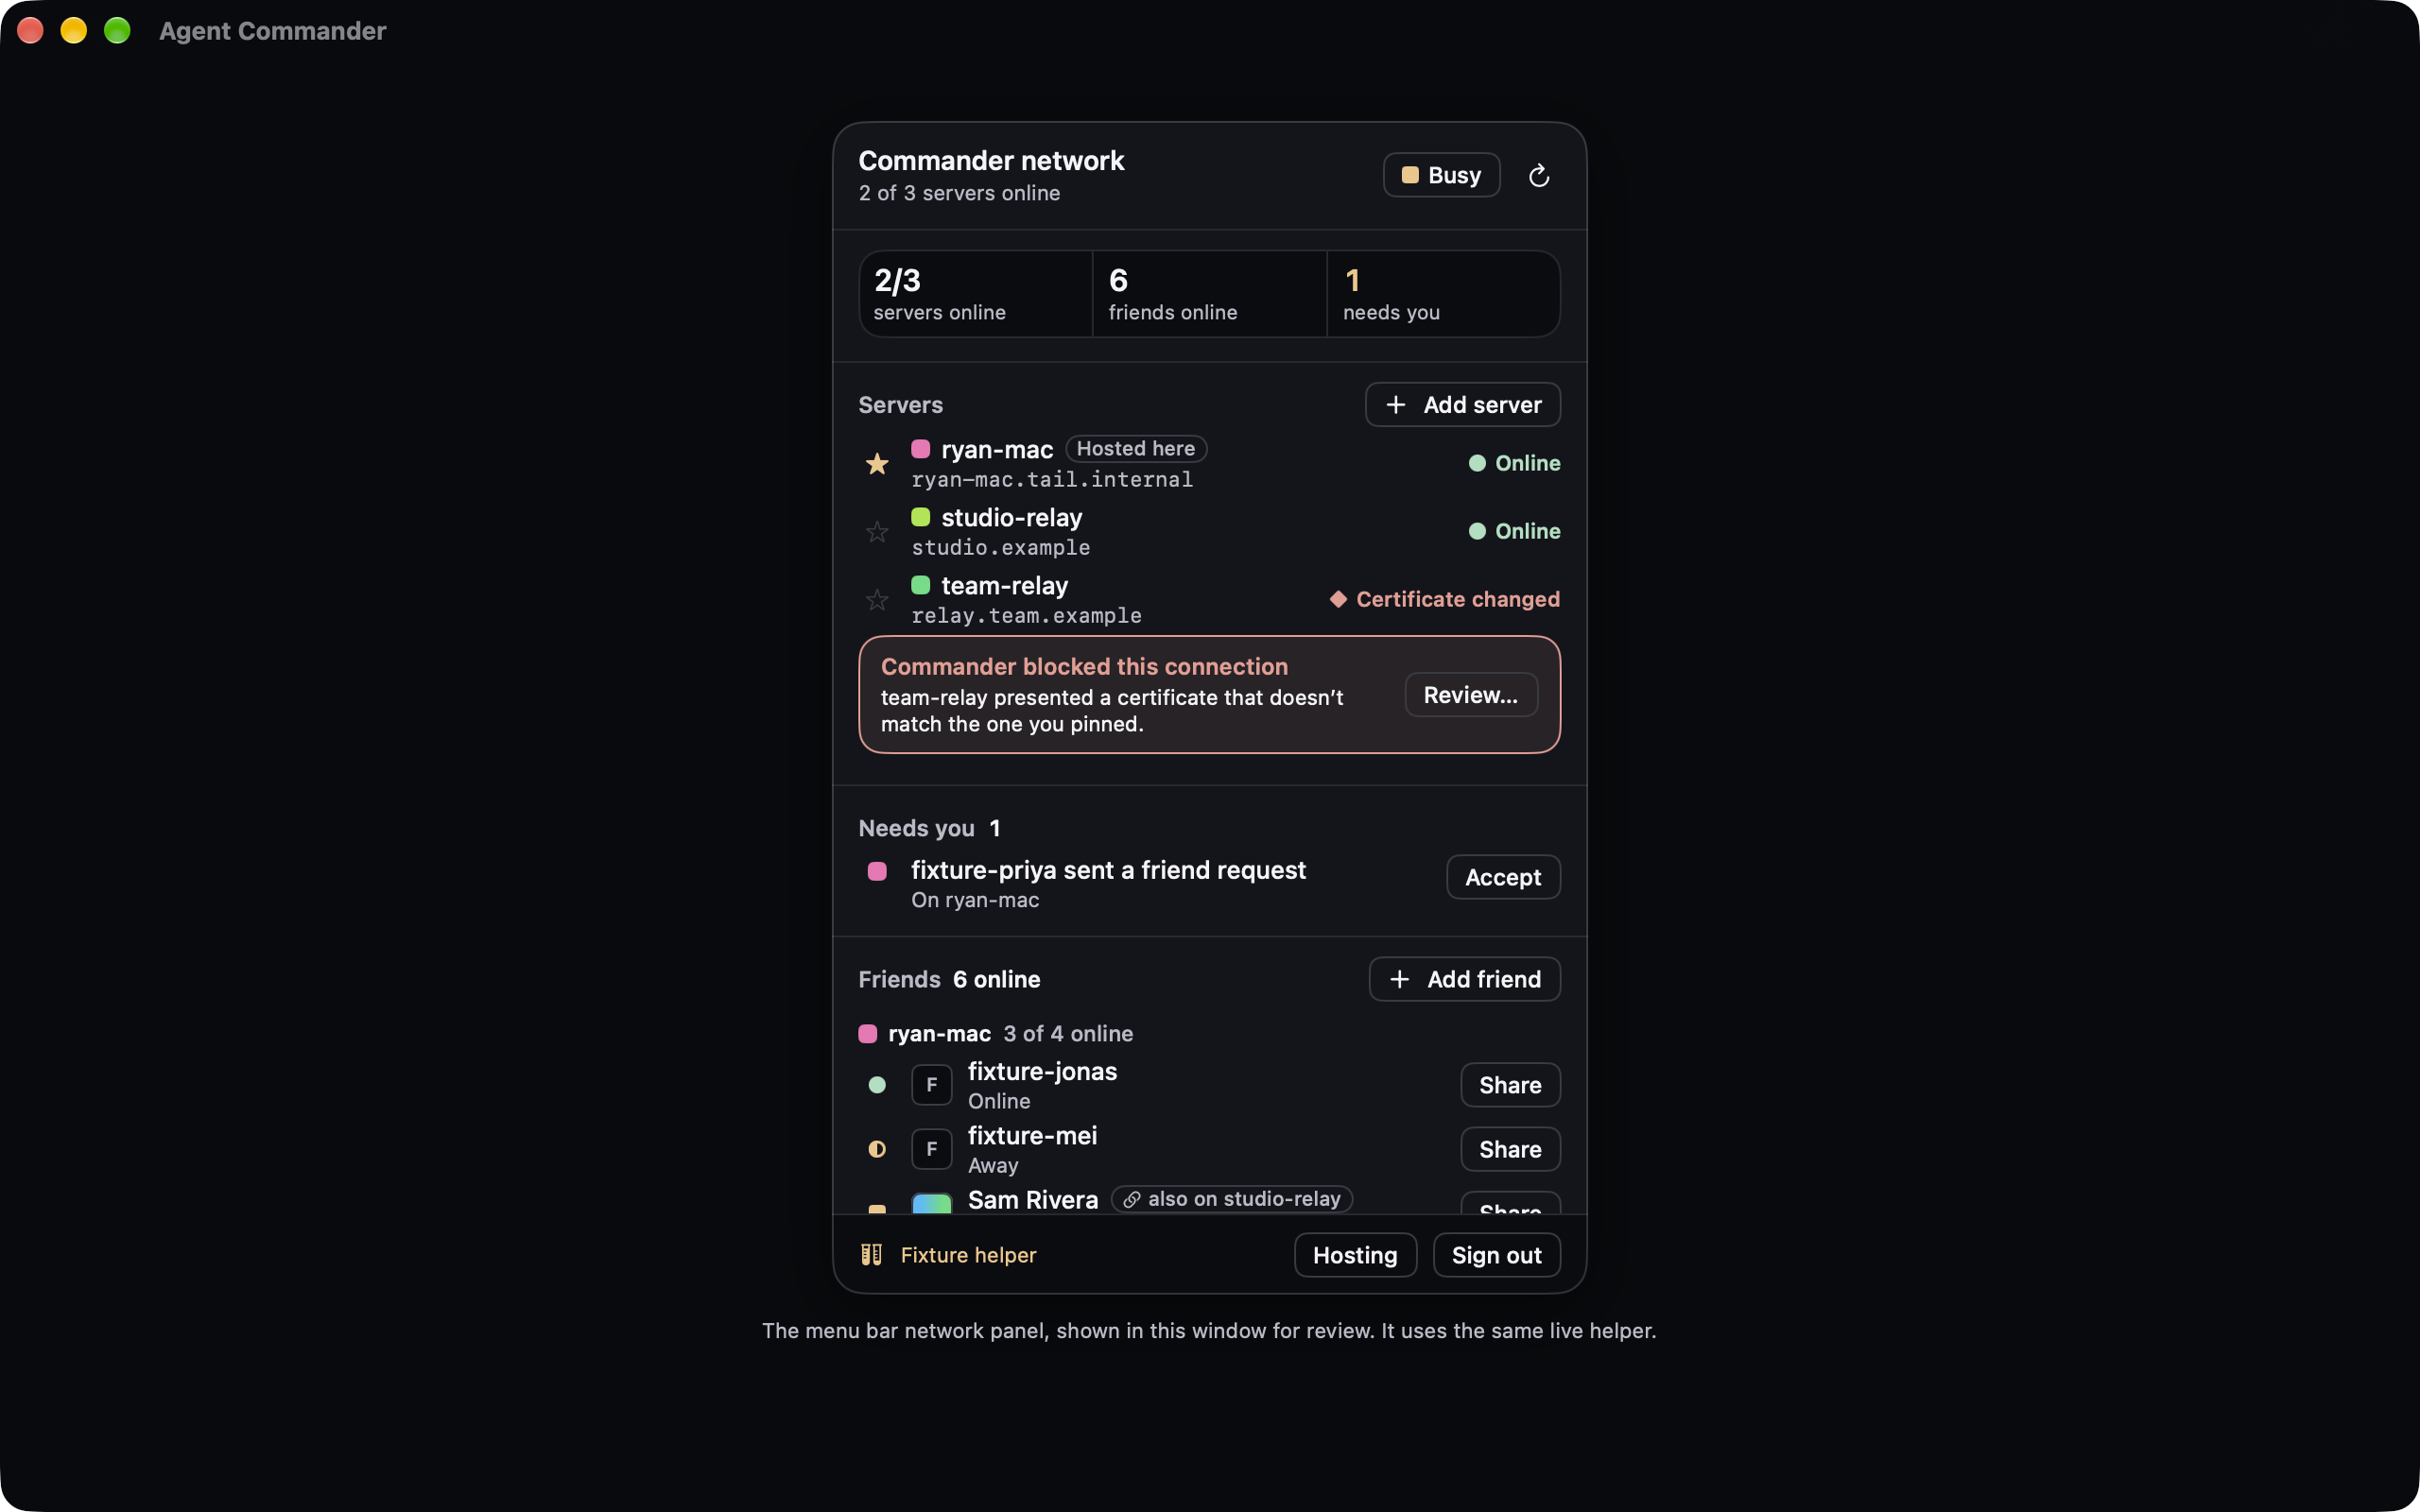 Agent Commander
Commander network
2 of 3 servers online
Busy
2/3
servers online
6
friends online
1
needs you
Servers
Add server
ryan-mac
Hosted here
ryan-mac.tail.internal
Online
studio-relay
studio.example
Online
team-relay
relay.team.example
Certificate changed
Commander blocked this connection
team-relay presented a certificate that doesn’t
match the one you pinned.
Review...
Needs you 1
fixture-priya sent a friend request
On ryan-mac
Accept
Friends 6 online
Add friend
ryan-mac 3 of 4 online
F
fixture-jonas
Online
Share
F
fixture-mei
Away
Share
Sam Rivera
also on studio-relay
Share
Fixture helper
Hosting
Sign out
The menu bar network panel, shown in this window for review. It uses the same live helper.